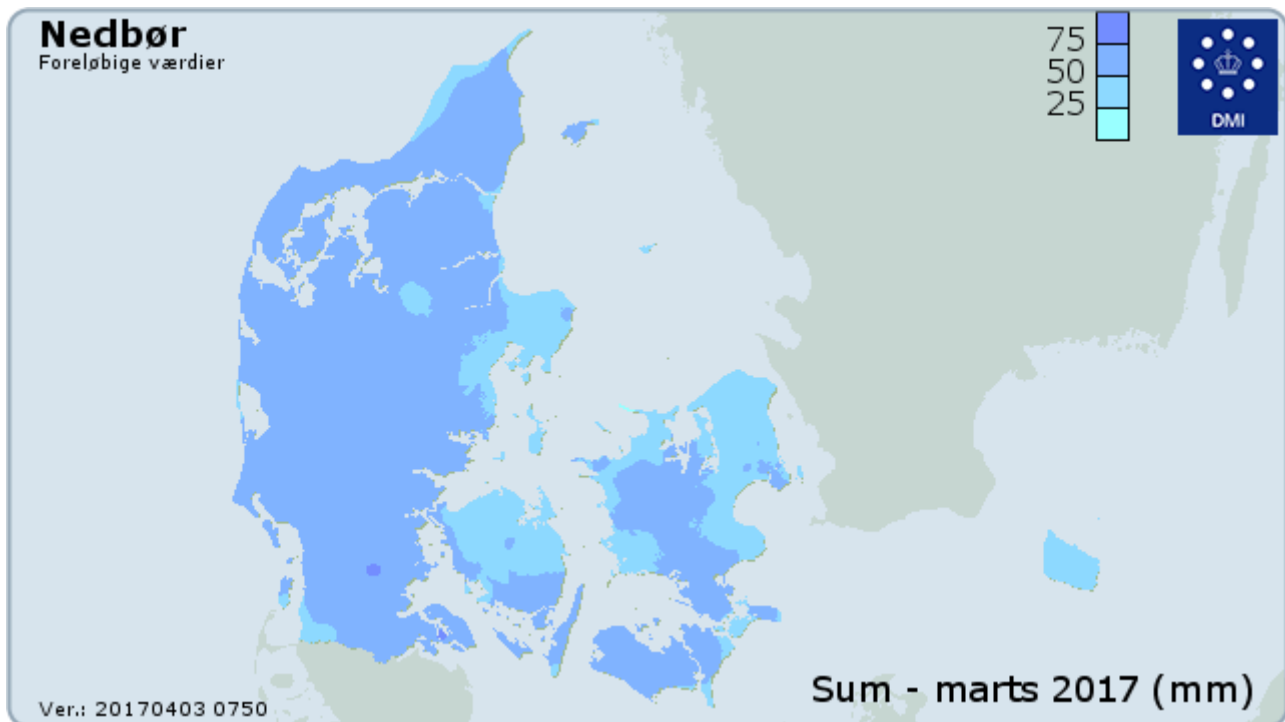 Nedbør
Foreløbige værdier
75
50
25
DMI
Sum - marts 2017 (mm)
Ver.: 20170403 0750